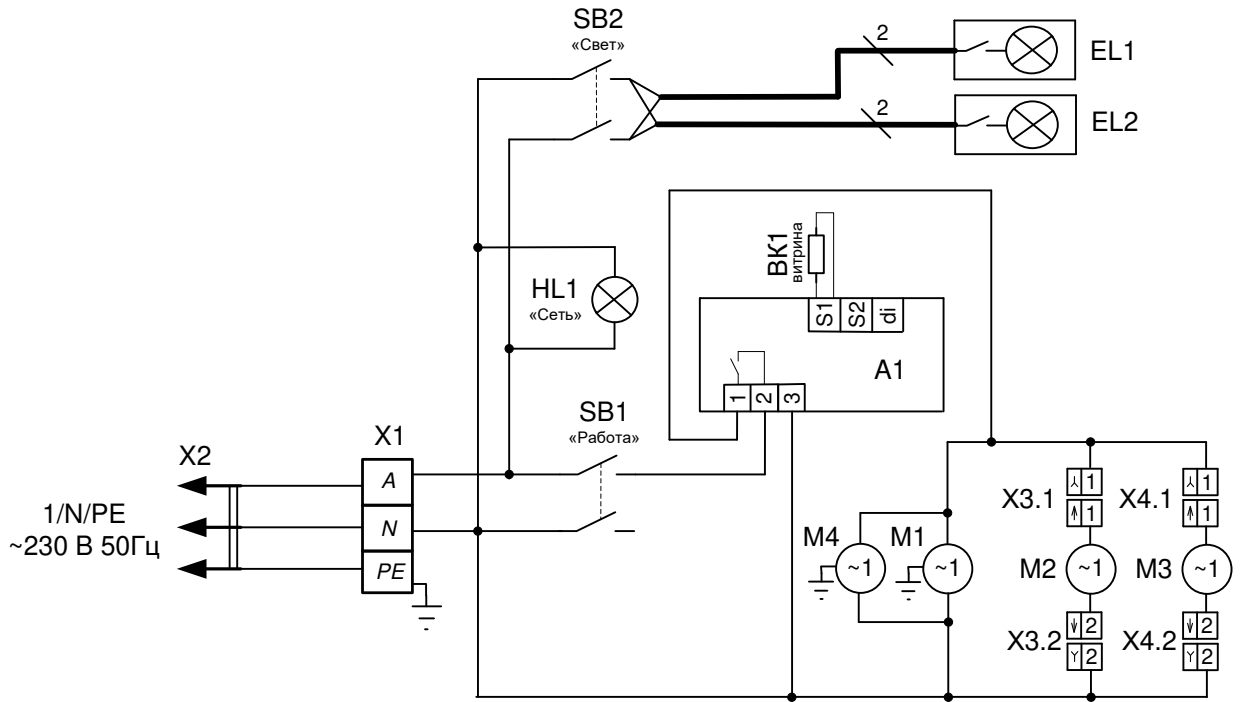 SB2
«Свет»
2
EL1
2
EL2
ВК1
витрина
HL1
«Сеть»
S1
S2
di
A1
1
2
3
SB1
«Работа»
X1
X2
A
N
PE
1/N/PE
~230 В 50Гц
X3.1
1
1
X4.1
1
1
M4
~1
M1
~1
M2
~1
M3
~1
X3.2
2
2
X4.2
2
2